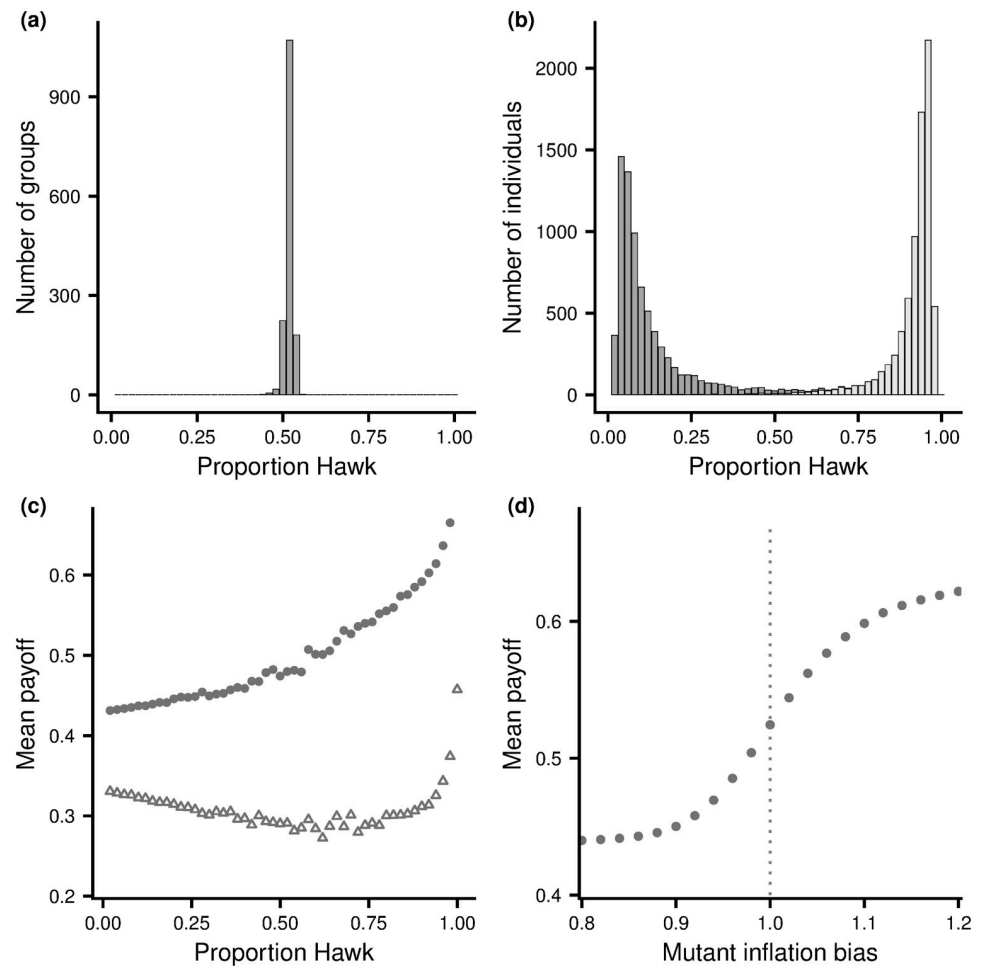 (a)
Number of groups
900
600
300
0
0.00 0.25 0.50 0.75 1.00
Proportion Hawk
(b)
Number of individuals
2000
1500
1000
500
0
0.00 0.25 0.50 0.75 1.00
Proportion Hawk
(c)
Mean payoff
0.6
0.5
0.4
0.3
0.2
0.00 0.25 0.50 0.75 1.00
Proportion Hawk
(d)
Mean payoff
0.6
0.5
0.4
0.8 0.9 1.0 1.1 1.2
Mutant inflation bias